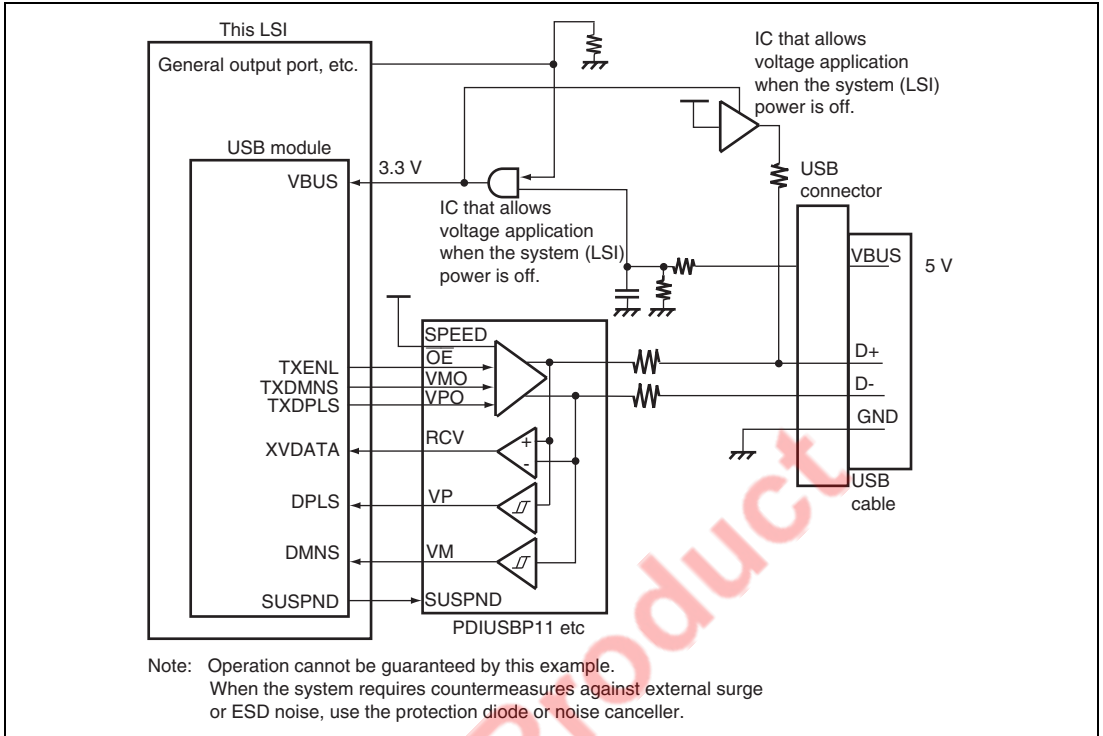 This LSI
General output port, etc.
IC that allows
voltage application
when the system (LSI)
power is off.
USB module
VBUS
3.3 V
IC that allows
voltage application
when the system (LSI)
power is off.
USB
connector
VBUS
5 V
SPEED
TXENL
OE
TXDMNS
VMO
TXDPLS
VPO
D+
D-
GND
XVDATA
RCV
+
-
DPLS
VP
DMNS
VM
SUSPND
SUSPND
USB
cable
PDIUSBP11 etc
Note: Operation cannot be guaranteed by this example.
When the system requires countermeasures against external surge
or ESD noise, use the protection diode or noise canceller.
Product